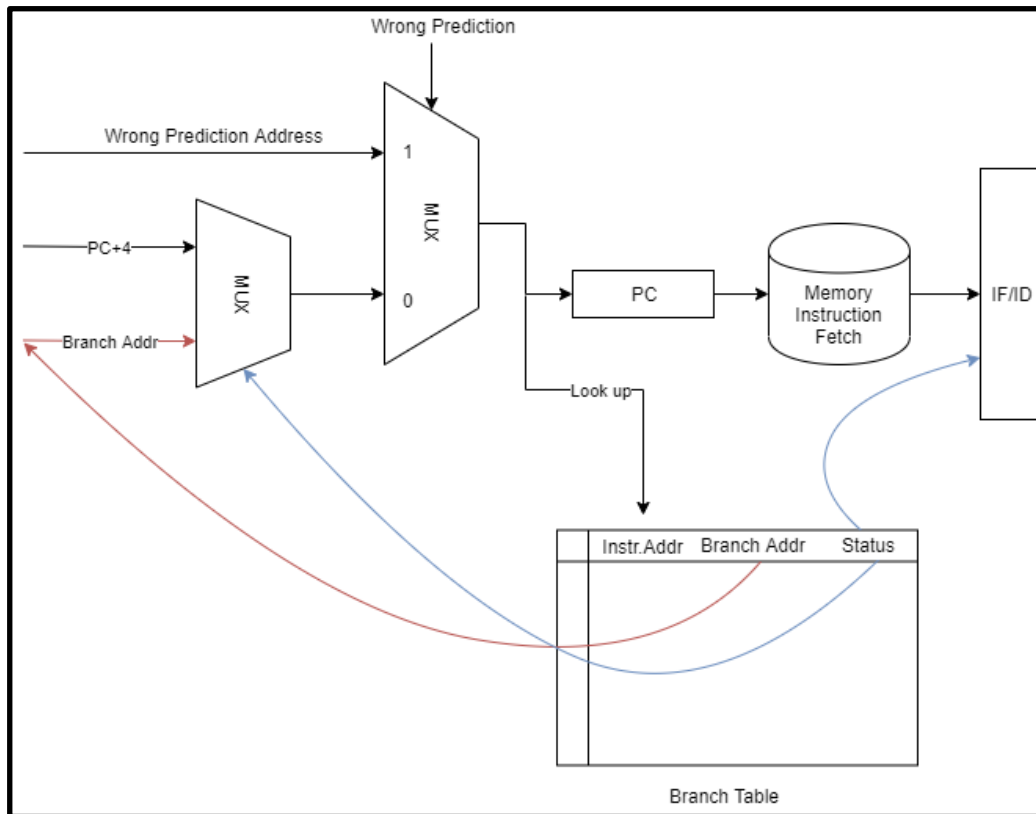 Wrong Prediction
Wrong Prediction Address
1
MUX
PC+4
MUX
0
PC
Memory
Instruction
Fetch
IF/ID
Branch Addr
Look up
Instr.Addr Branch Addr Status
Branch Table